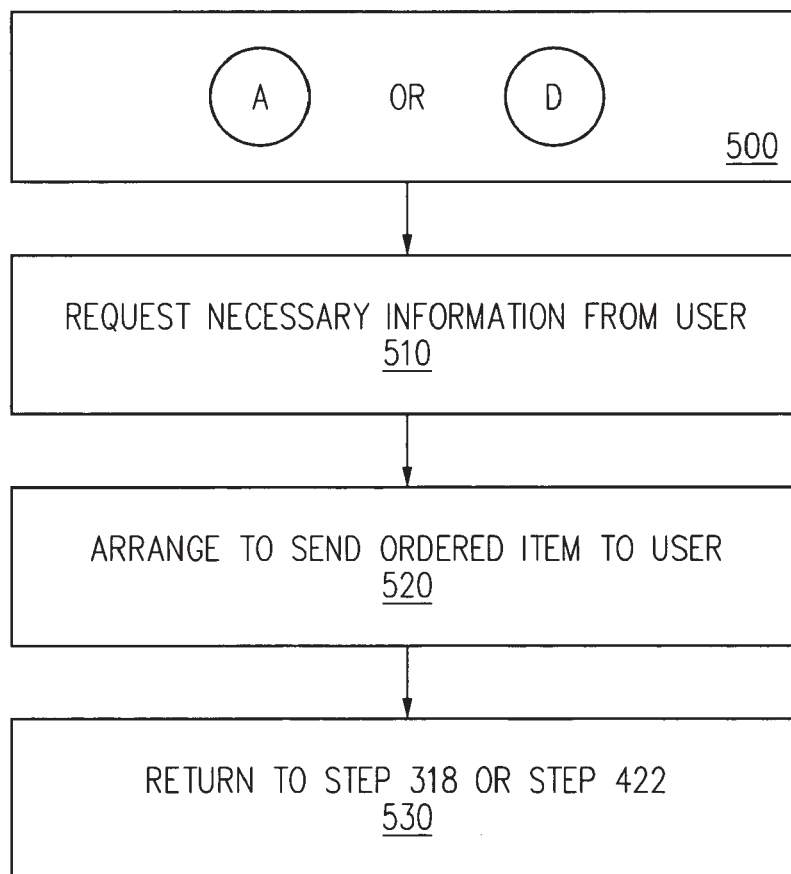 A OR D
500
REQUEST NECESSARY INFORMATION FROM USER
510
ARRANGE TO SEND ORDERED ITEM TO USER
520
RETURN TO STEP 318 OR STEP 422
530